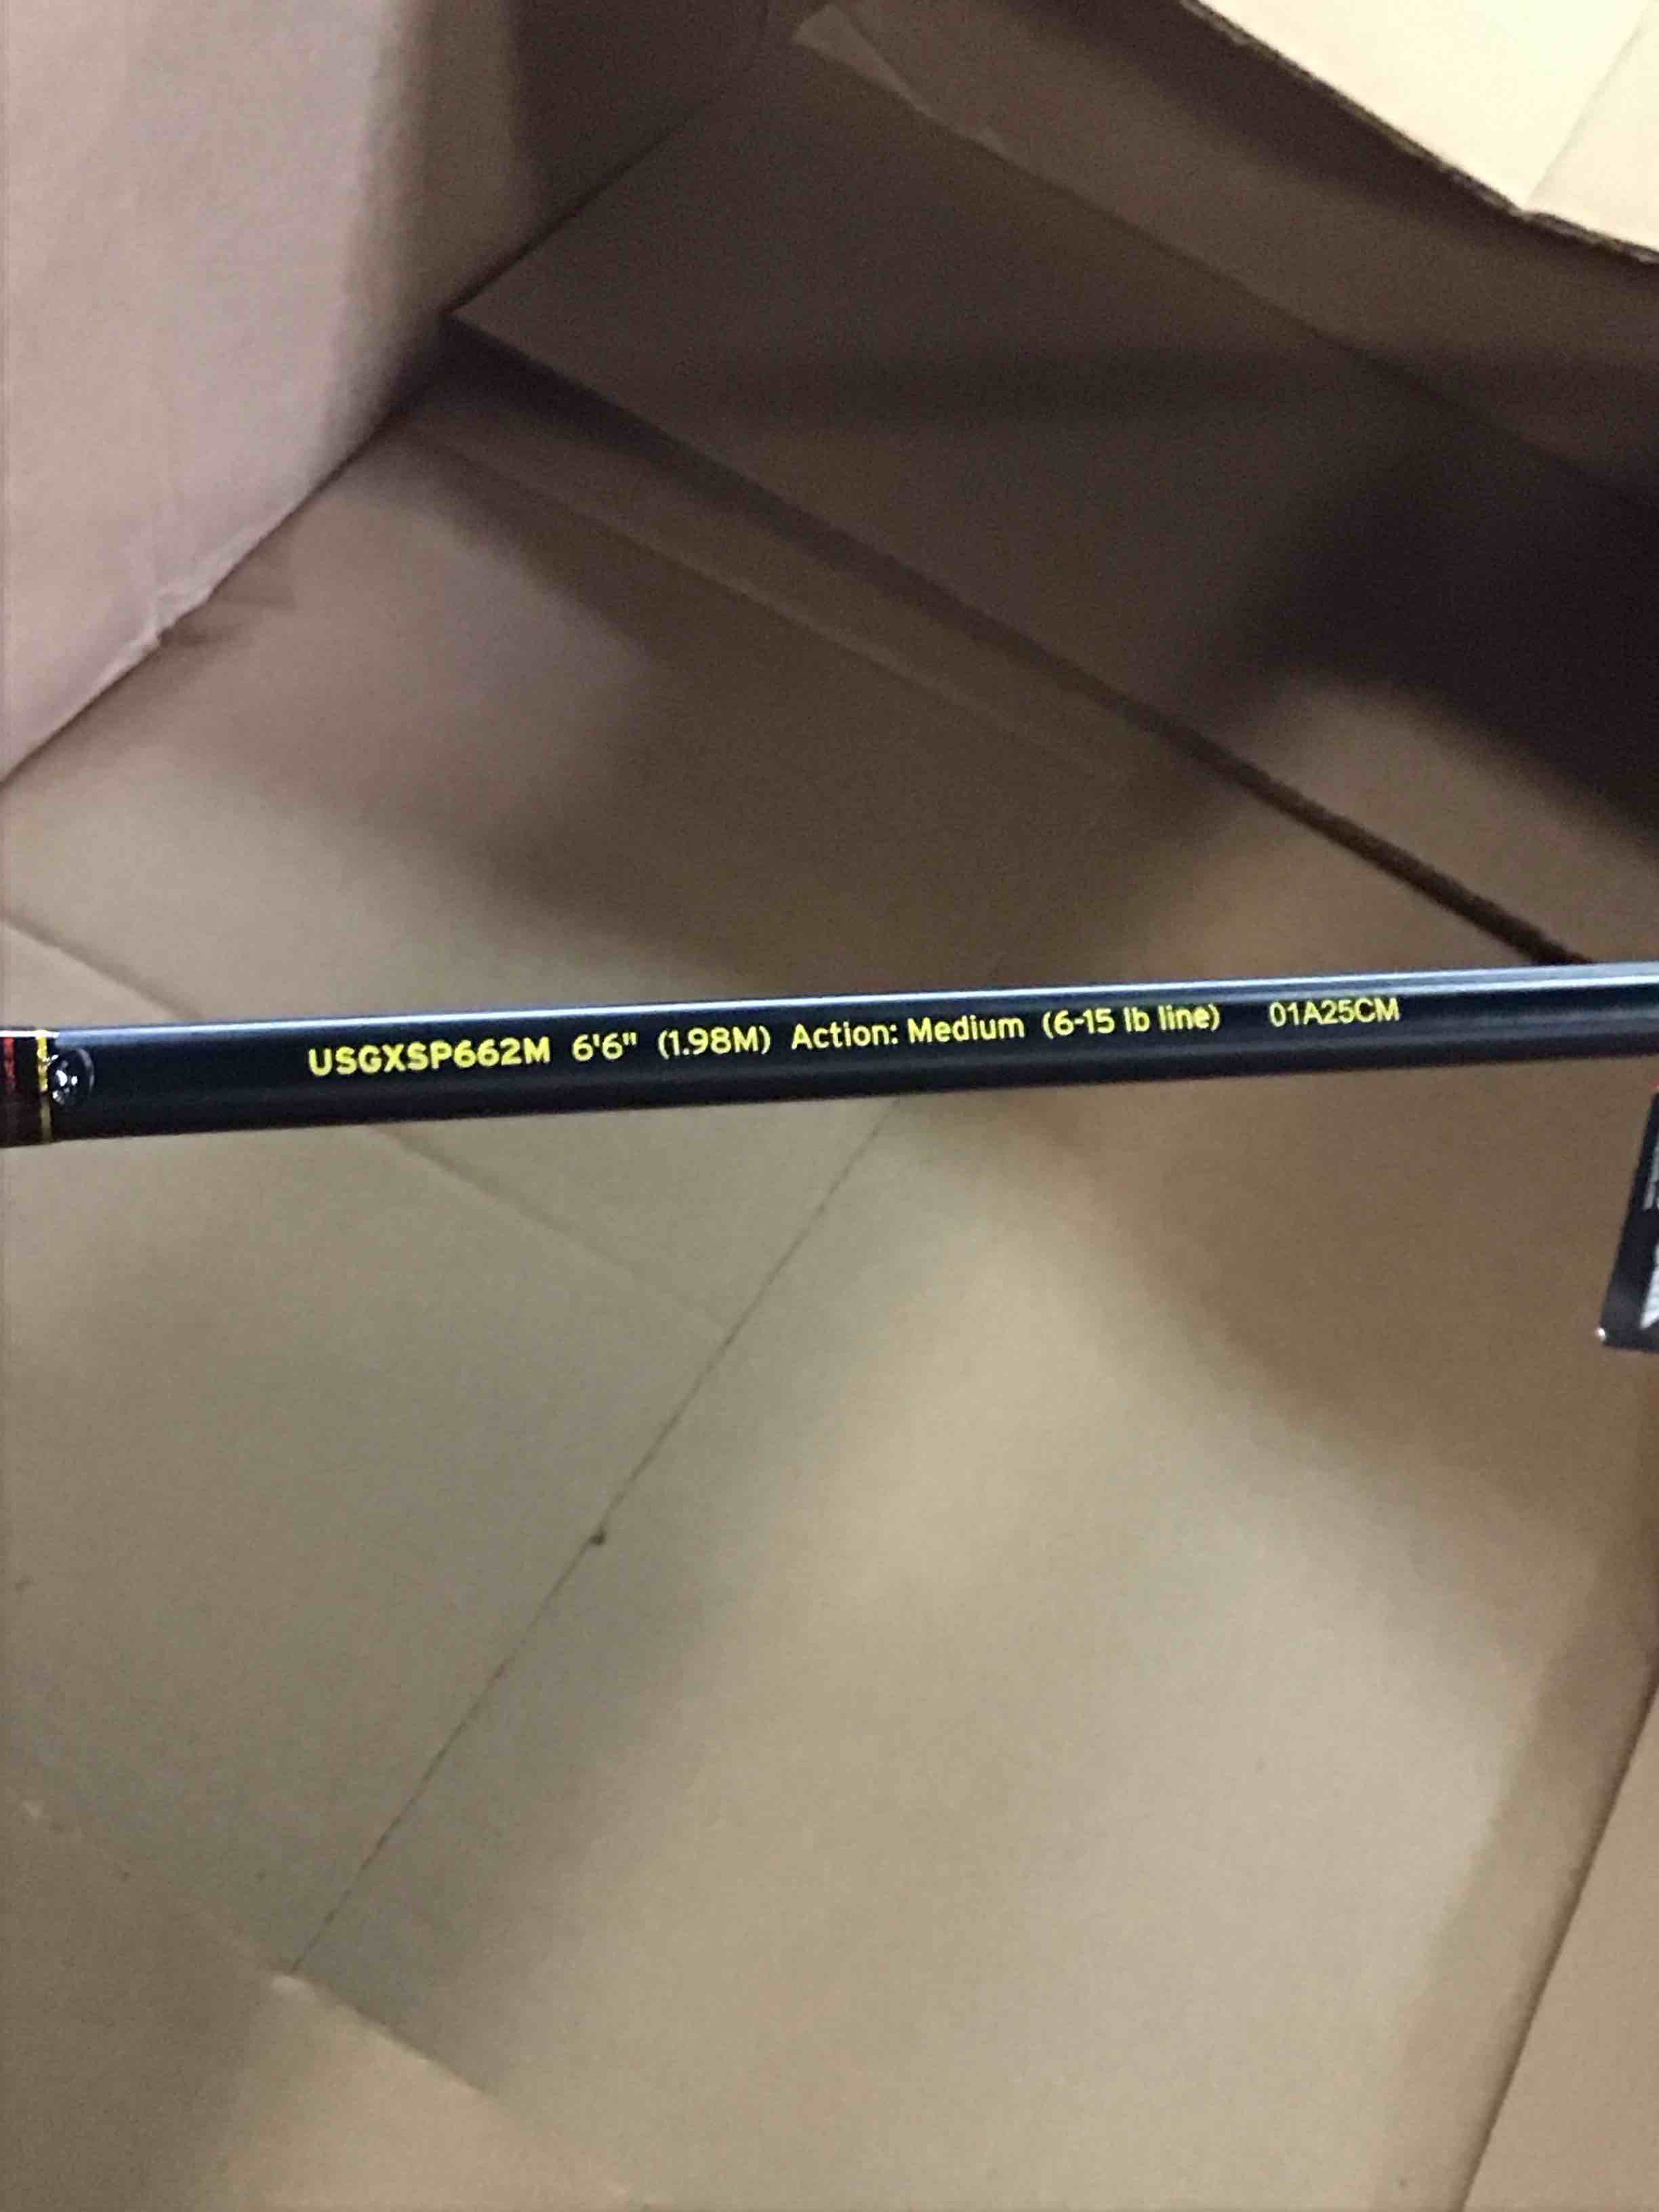 USGXSP662M 6'6" (1.98M) Action: Medium (6-15 lb line) 01A25CM